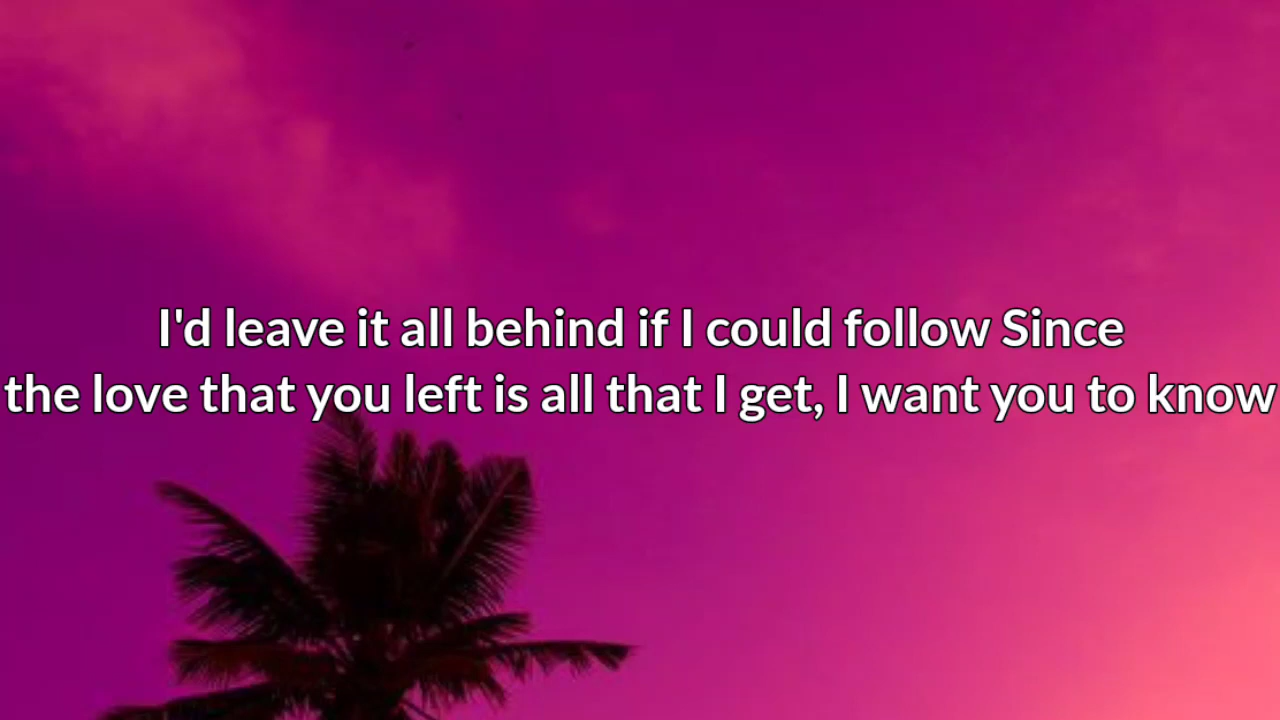 I'd leave it all behind if I could follow Since
the love that you left is all that I get, I want you to know